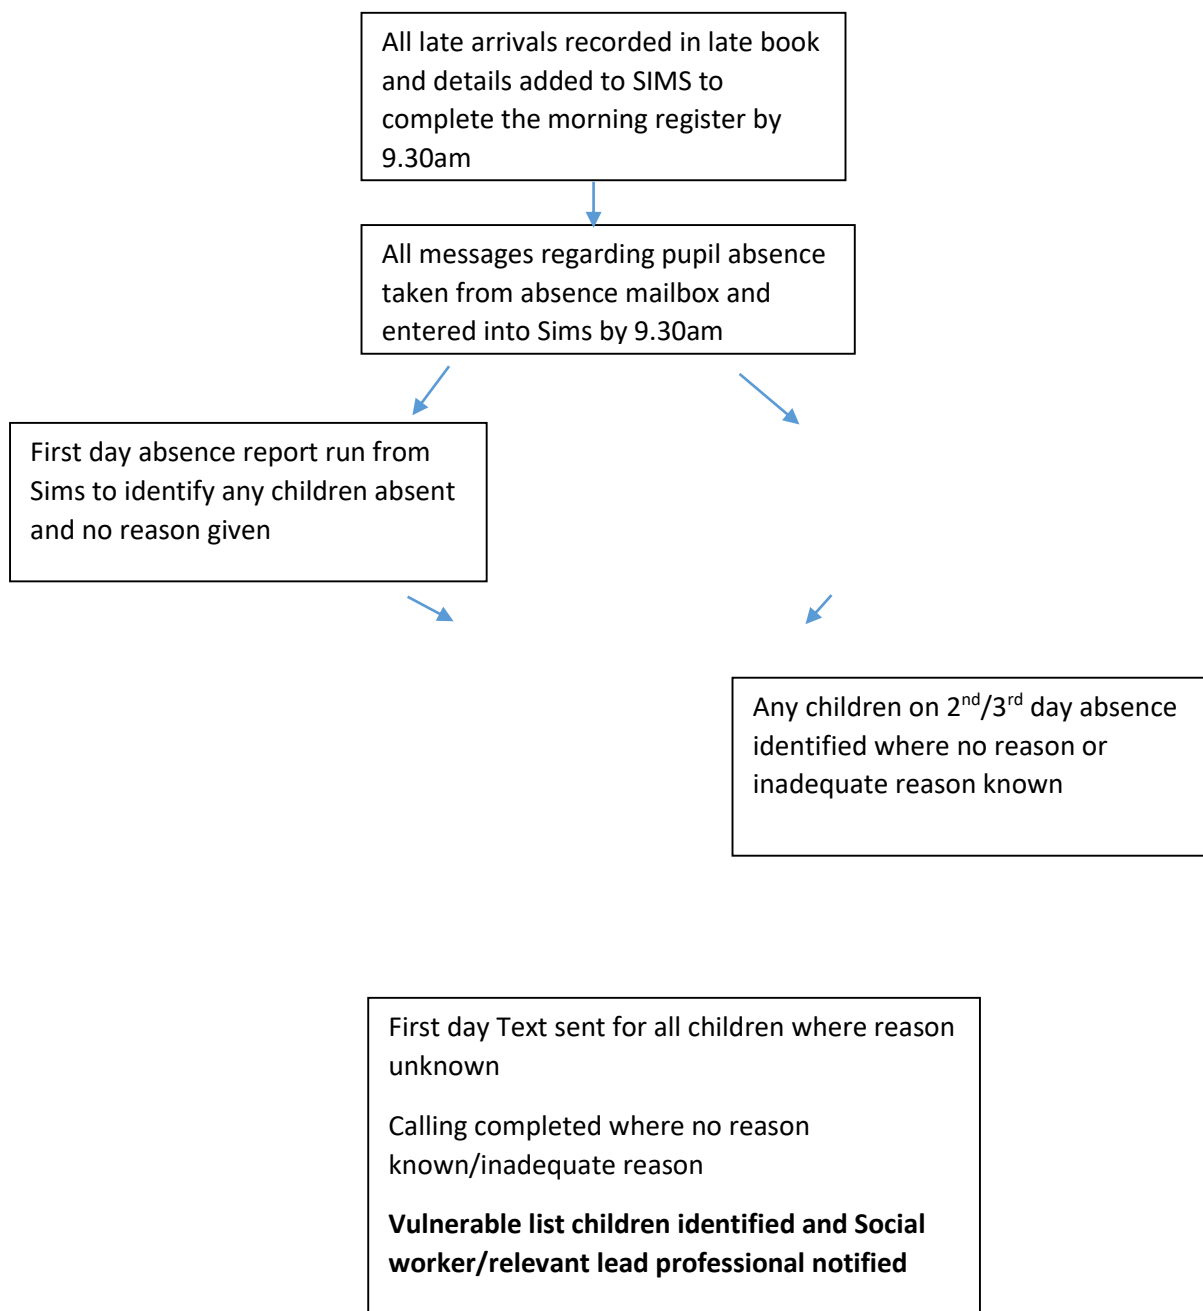 All late arrivals recorded in late book
and details added to SIMS to
complete the morning register by
9.30am
All messages regarding pupil absence
taken from absence mailbox and
entered into Sims by 9.30am
First day absence report run from
Sims to identify any children absent
and no reason given
Any children on 2nd/3rd day absence
identified where no reason or
inadequate reason known
First day Text sent for all children where reason
unknown
Calling completed where no reason
known/inadequate reason
Vulnerable list children identified and Social
worker/relevant lead professional notified